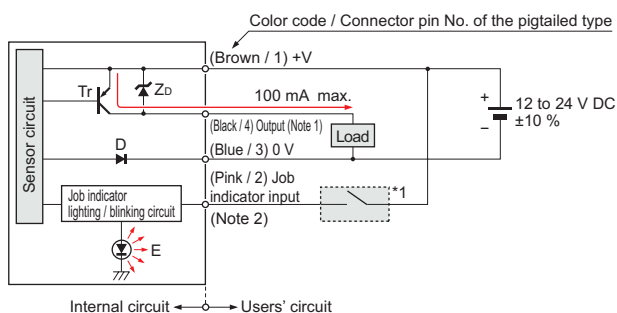 Color code / Connector pin No. of the pigtailed type
(Brown / 1) +V
Tr
ZD
100 mA max.
+
12 to 24 V DC
±10 %
−
Sensor circuit
(Black / 4) Output (Note 1)
Load
D
(Blue / 3) 0 V
(Pink / 2) Job
indicator input
(Note 2)
*1
Job indicator
lighting / blinking circuit
E
Internal circuit
Users' circuit